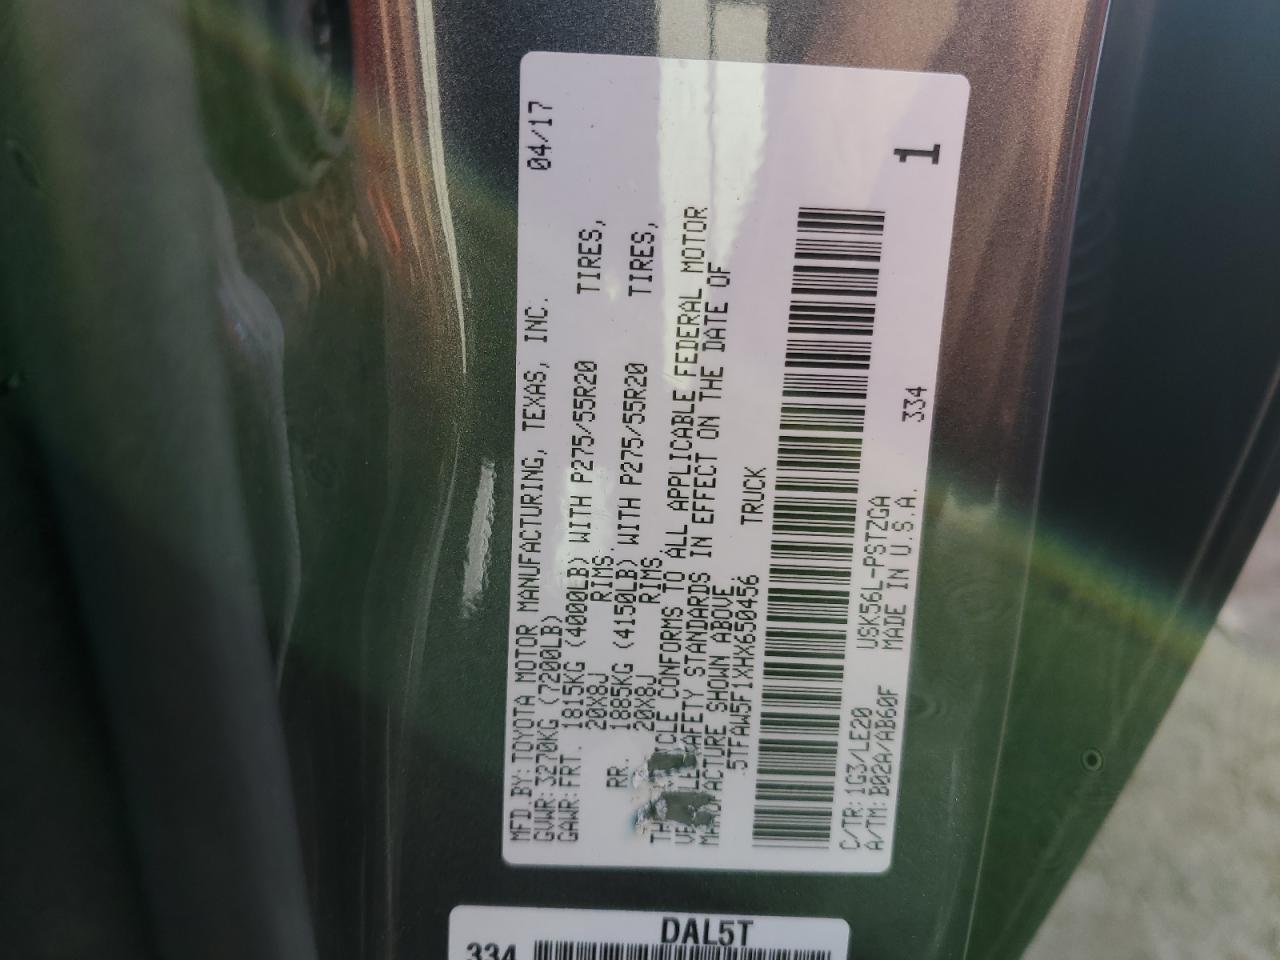 MFD.BY:TOYOTA MOTOR MANUFACTURING, TEXAS, INC. 04/17
GVWR:3270KG (7200LB)
GAWR:FRT. 1815KG (4000LB) WITH P275/55R20 TIRES,
20X8J RIMS.
RR. 1885KG (4150LB) WITH P275/55R20 TIRES,
20X8J RIMS
CONFORMS TO ALL APPLICABLE FEDERAL MOTOR
STANDARDS IN EFFECT ON THE DATE OF
MANUFACTURE SHOWN ABOVE
5TFAW5F1XHX650456 TRUCK
1
C/TR:1G3/LE20 USK56L-PSTZGA 334
A/TM:B02A/AB60F MADE IN U.S.A.
DAL5T
334